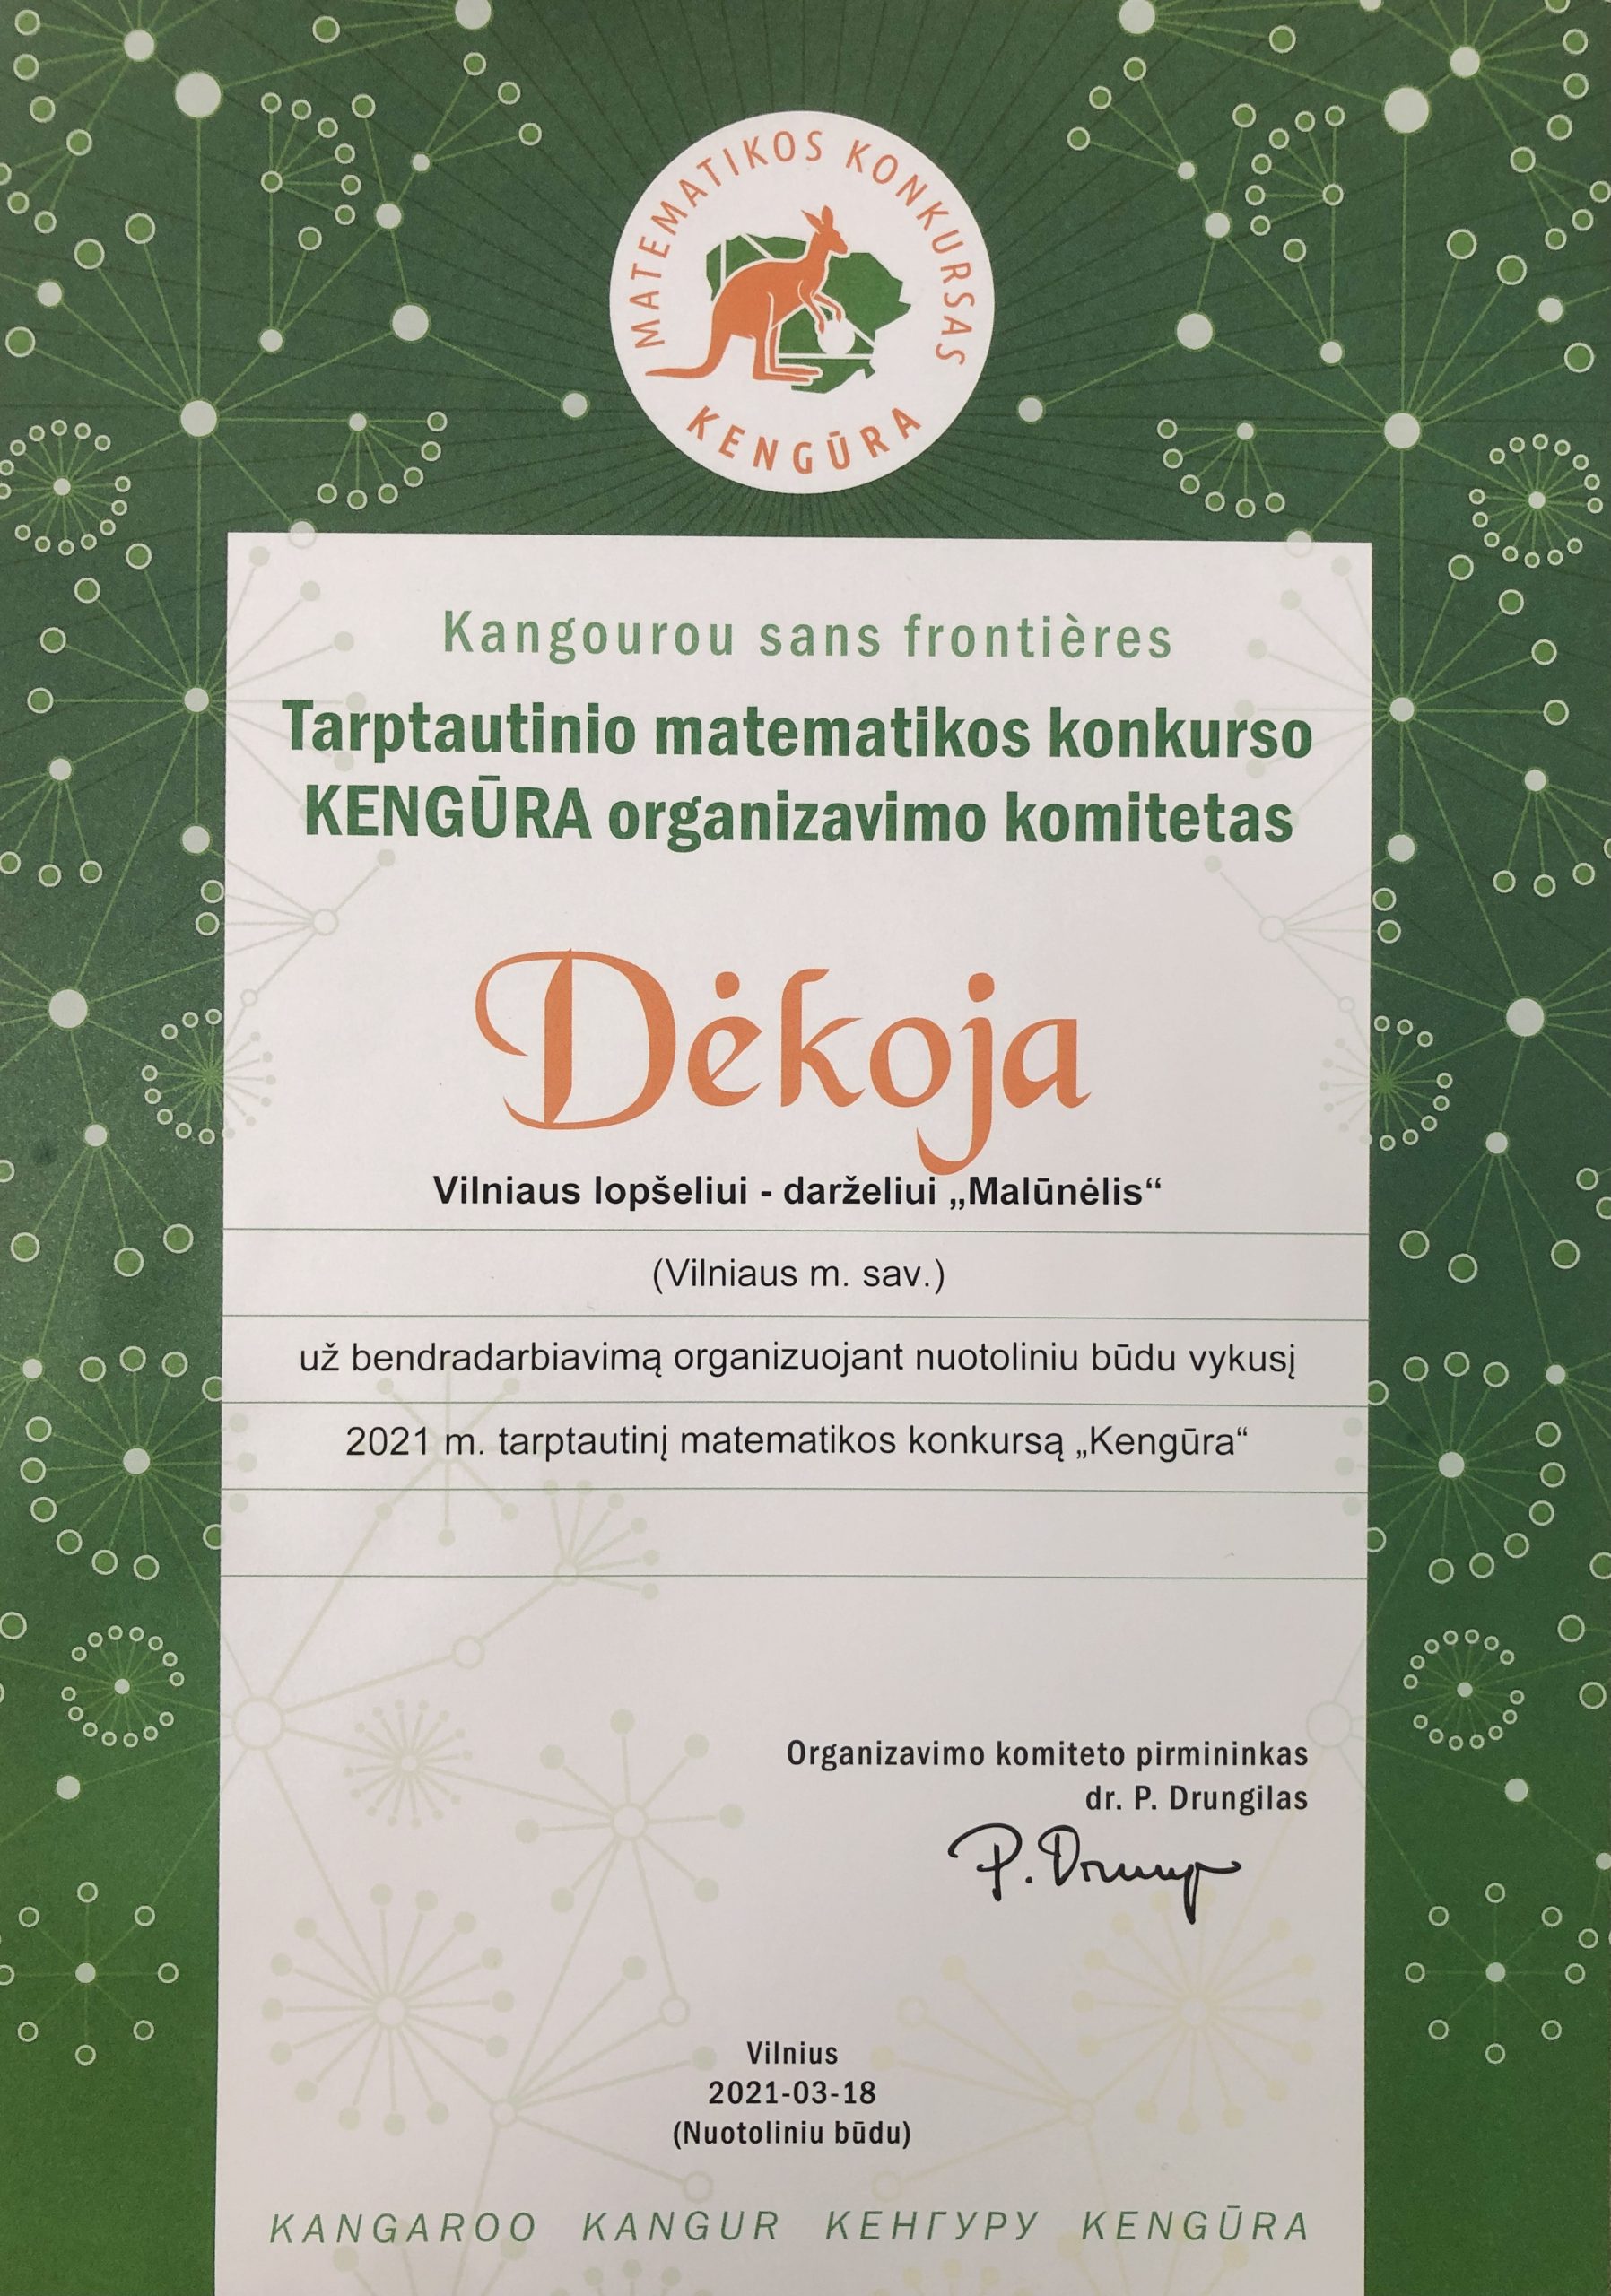 MATEMATIKOS KONKURSAS
KENGŪRA
Kangourou sans frontières
Tarptautinio matematikos konkurso
KENGŪRA organizavimo komitetas
Dėkoja
Vilniaus lopšeliui - darželiui „Malūnėlis“
(Vilniaus m. sav.)
už bendradarbiavimą organizuojant nuotoliniu būdu vykusį
2021 m. tarptautinį matematikos konkursą „Kengūra“
Organizavimo komiteto pirmininkas
dr. P. Drungilas
Vilnius
2021-03-18
(Nuotoliniu būdu)
KANGAROO KANGUR КЕНГУРУ KENGŪRA